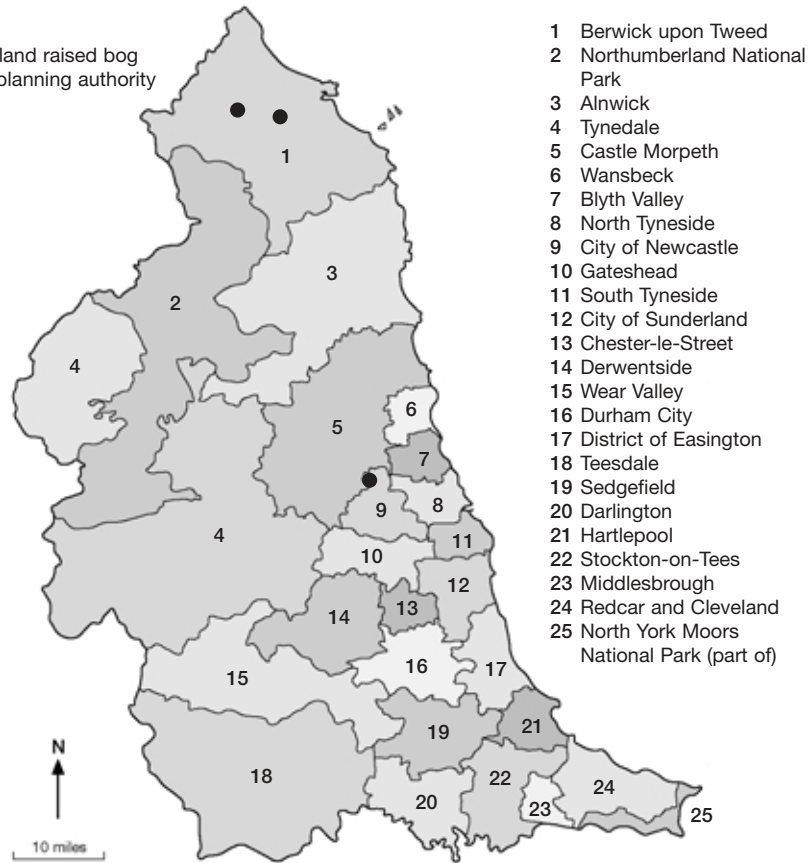 land raised bog
planning authority
1 Berwick upon Tweed
2 Northumberland National
Park
3 Alnwick
4 Tynedale
5 Castle Morpeth
6 Wansbeck
7 Blyth Valley
8 North Tyneside
9 City of Newcastle
10 Gateshead
11 South Tyneside
12 City of Sunderland
13 Chester-le-Street
14 Derwentside
15 Wear Valley
16 Durham City
17 District of Easington
18 Teesdale
19 Sedgefield
20 Darlington
21 Hartlepool
22 Stockton-on-Tees
23 Middlesbrough
24 Redcar and Cleveland
25 North York Moors
National Park (part of)
1
3
2
4
6
5
7
8
9
11
4
10
12
13
14
16
17
15
21
19
18
22
24
20
23
25
N
10 miles